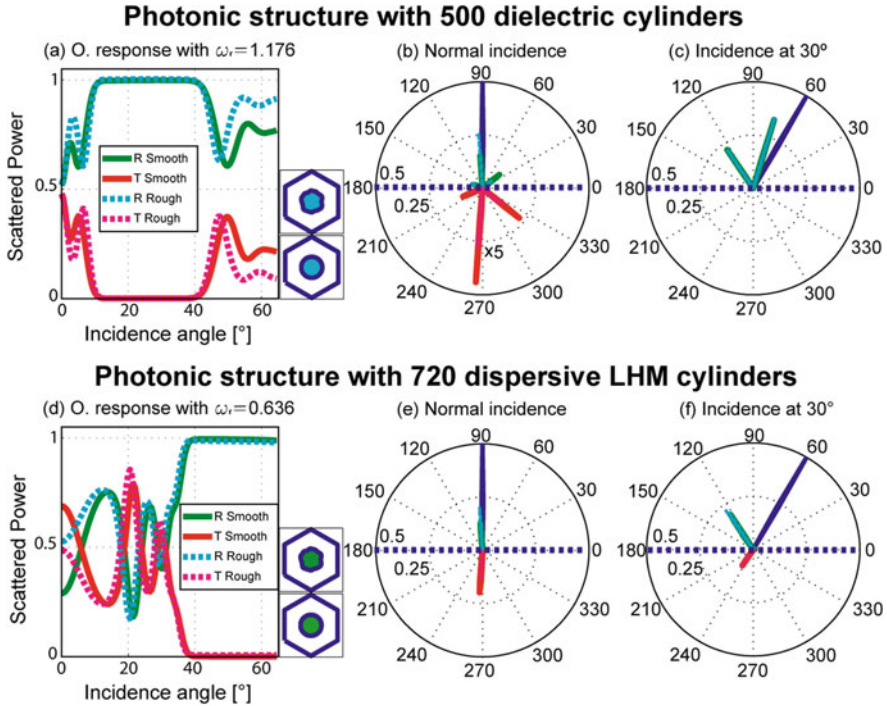 Photonic structure with 500 dielectric cylinders
(a) O. response with ωᵣ=1.176
(b) Normal incidence
(c) Incidence at 30º
Scattered Power
1
0.5
0
R Smooth
T Smooth
R Rough
T Rough
0 20 40 60
Incidence angle [°]
90
120 60
150 30
0.5
180 0
0.25
x5
210 330
240 300
270
90
120 60
150 30
0.5
180 0
0.25
210 330
240 300
270
Photonic structure with 720 dispersive LHM cylinders
(d) O. response with ωᵣ=0.636
(e) Normal incidence
(f) Incidence at 30°
Scattered Power
1
0.5
0
R Smooth
T Smooth
R Rough
T Rough
0 20 40 60
Incidence angle [°]
90
120 60
150 30
0.5
180 0
0.25
210 330
240 300
270
90
120 60
150 30
0.5
180 0
0.25
210 330
240 300
270